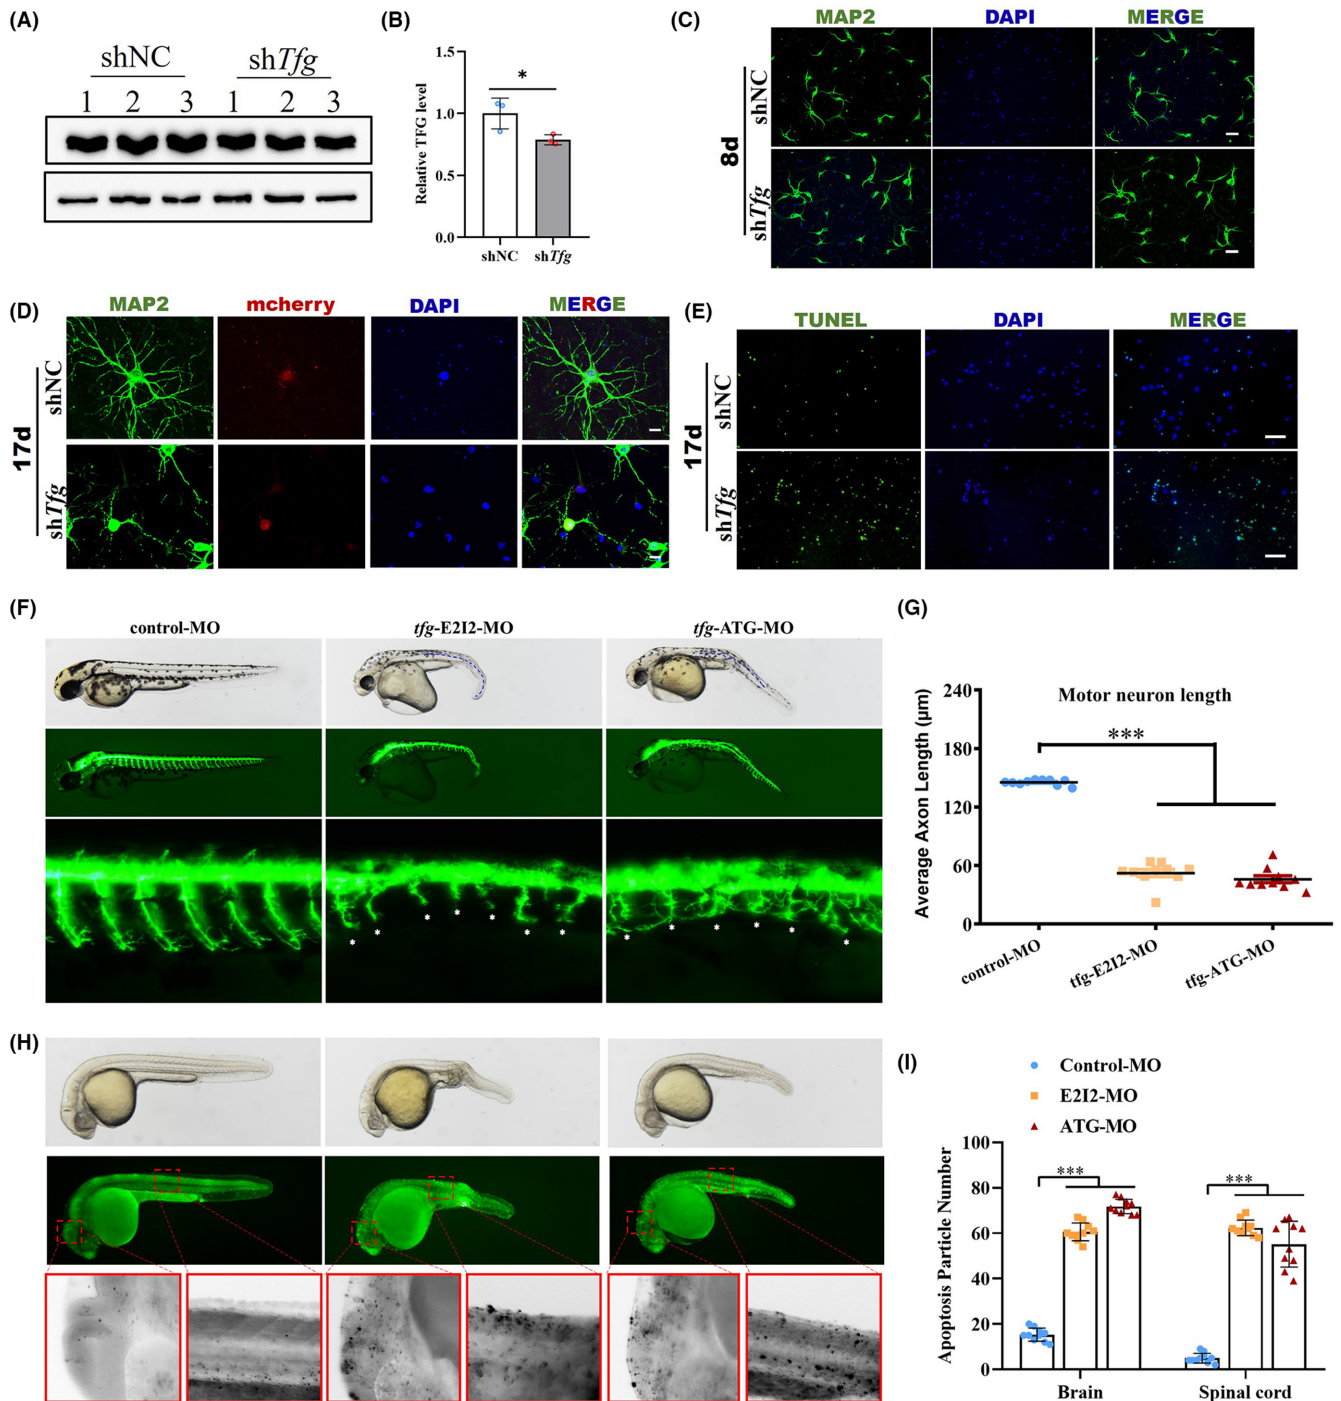 (A)
shNC shTfg
1 2 3 1 2 3
(B)
1.5
1.0
0.5
0.0
Relative TFG level
*
shNC shTfg
(C)
MAP2 DAPI MERGE
8d
shNC
shTfg
(D)
MAP2 mcherry DAPI MERGE
17d
shNC
shTfg
(E)
TUNEL DAPI MERGE
17d
shNC
shTfg
(F)
control-MO tfg-E2I2-MO tfg-ATG-MO
* * * * * * *
* * * * * *
(G)
Motor neuron length
***
240
180
120
60
0
Average Axon Length (μm)
control-MO tfg-E2I2-MO tfg-ATG-MO
(H)
(I)
Control-MO
E2I2-MO
ATG-MO
100
80
60
40
20
0
Apoptosis Particle Number
*** ***
Brain Spinal cord